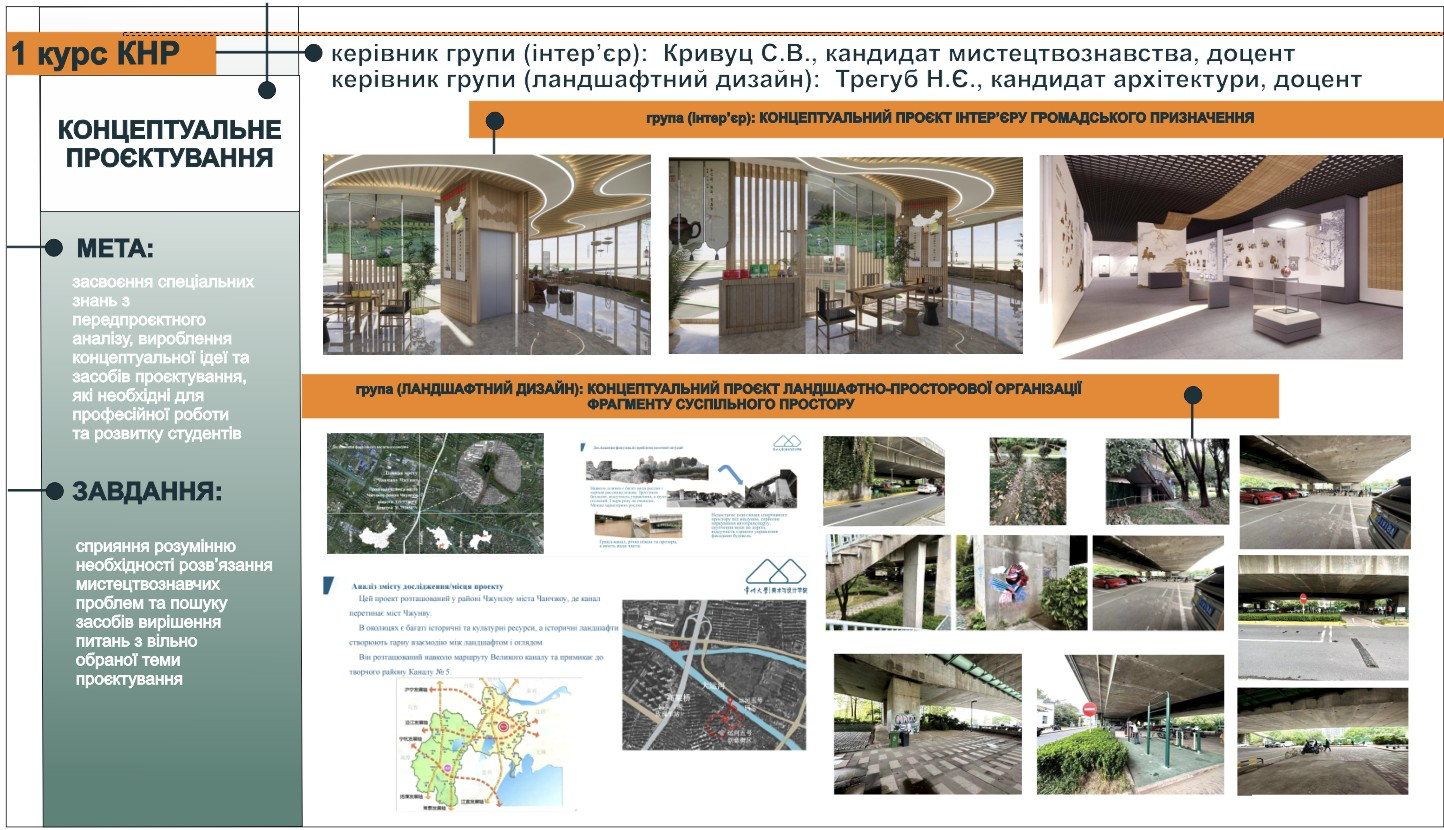 1 курс КНР
керівник групи (інтер’єр): Кривуц С.В., кандидат мистецтвознавства, доцент
керівник групи (ландшафтний дизайн): Трегуб Н.Є., кандидат архітектури, доцент
КОНЦЕПТУАЛЬНЕ
ПРОЄКТУВАННЯ
МЕТА:
засвоєння спеціальних
знань з
передпроєктного
аналізу, вироблення
концептуальної ідеї та
засобів проєктування,
які необхідні для
професійної роботи
та розвитку студентів
ЗАВДАННЯ:
сприяння розумінню
необхідності розв’язання
мистецтвознавчих
проблем та пошуку
засобів вирішення
питань з вільно
обраної теми
проєктування
група (інтер’єр): КОНЦЕПТУАЛЬНИЙ ПРОЄКТ ІНТЕР’ЄРУ ГРОМАДСЬКОГО ПРИЗНАЧЕННЯ
група (ЛАНДШАФТНИЙ ДИЗАЙН): КОНЦЕПТУАЛЬНИЙ ПРОЄКТ ЛАНДШАФТНО-ПРОСТОРОВОЇ ОРГАНІЗАЦІЇ
ФРАГМЕНТУ СУСПІЛЬНОГО ПРОСТОРУ
Аналіз змісту дослідження/місця проекту
Цей проект розташований у районі Чжунлоу міста Чанчжоу, де канал
перетинає міст Чжунву.
В околицях є багаті історичні та культурні ресурси, а історичні ландшафти
створюють гарну взаємодію між ландшафтом і оглядом.
Він розташований навколо маршруту Великого каналу та примикає до
творчого району Каналу № 5.
大运河